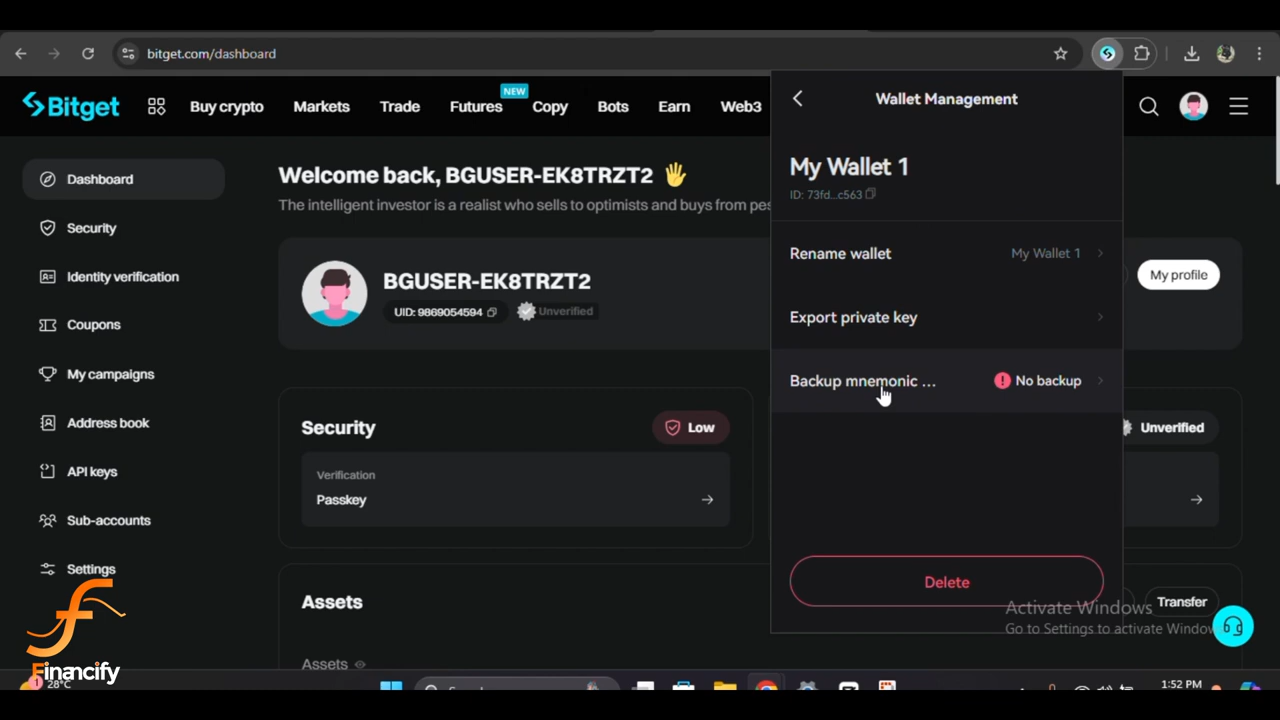 bitget.com/dashboard
Bitget
Buy crypto
Markets
Trade
Futures
NEW
Copy
Bots
Earn
Web3
Wallet Management
My Wallet 1
ID: 73fd...c563
Rename wallet
My Wallet 1
Export private key
Backup mnemonic ...
No backup
Delete
Dashboard
Security
Identity verification
Coupons
My campaigns
Address book
API keys
Sub-accounts
Settings
Welcome back, BGUSER-EK8TRZT2
The intelligent investor is a realist who sells to optimists and buys from pes
BGUSER-EK8TRZT2
UID: 9869054594
Unverified
My profile
Security
Low
Verification
Passkey
Unverified
Assets
Transfer
Assets
Activate Windows
Go to Settings to activate Window
Financify
1
28°C
1:52 PM